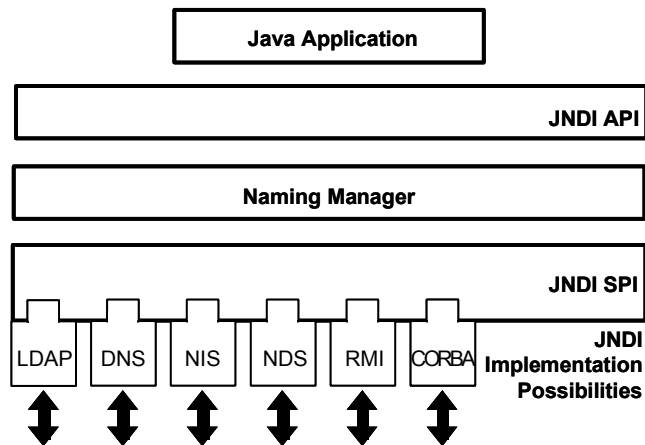 Java Application
JNDI API
Naming Manager
JNDI SPI
LDAP DNS NIS NDS RMI CORBA
JNDI
Implementation
Possibilities